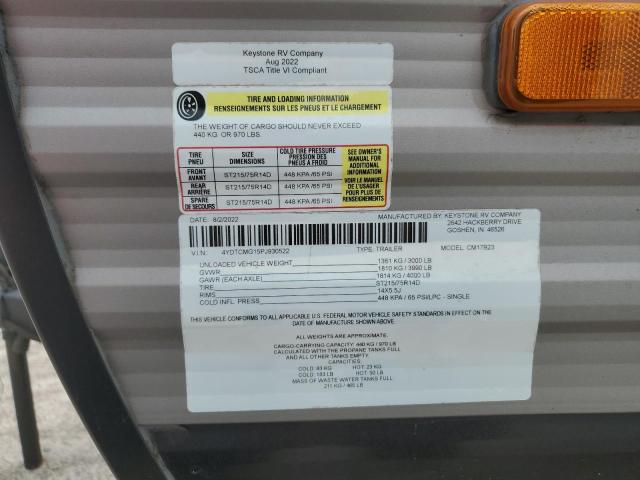 Keystone RV Company
Aug 2022
TSCA Title VI Compliant
TIRE AND LOADING INFORMATION
RENSEIGNEMENTS SUR LES PNEUS ET LE CHARGEMENT
THE WEIGHT OF CARGO SHOULD NEVER EXCEED
440 KG OR 970 LBS.
TIRE PNEU SIZE DIMENSIONS COLD TIRE PRESSURE PRESSION DES PNEUS À FROID
FRONT AVANT ST215/75R14D 448 KPA /65 PSI
REAR ARRIÈRE ST215/75R14D 448 KPA /65 PSI
SPARE DE SECOURS ST215/75R14D 448 KPA /65 PSI
SEE OWNER'S
MANUAL FOR
ADDITIONAL
INFORMATION
VOIR LE MANUEL
DE L'USAGER
POUR PLUS DE
RENSEIGNEMENTS
DATE: 8/2/2022 MANUFACTURED BY: KEYSTONE RV COMPANY
2642 HACKBERRY DRIVE
GOSHEN, IN 46526
V.I.N: 4YDTCMG15PJ930522 TYPE: TRAILER MODEL: CM17B23
UNLOADED VEHICLE WEIGHT 1361 KG / 3000 LB
GVWR 1810 KG / 3990 LB
GAWR (EACH AXLE) 1814 KG / 4000 LB
TIRE ST215/75R14D
RIMS 14X5.5J
COLD INFL. PRESS. 448 KPA / 65 PSI/LPC - SINGLE
THIS VEHICLE CONFORMS TO ALL APPLICABLE U.S. FEDERAL MOTOR VEHICLE SAFETY STANDARDS IN EFFECT ON THE
DATE OF MANUFACTURE SHOWN ABOVE.
ALL WEIGHTS ARE APPROXIMATE.
CARGO-CARRYING CAPACITY: 440 KG / 970 LB
CALCULATED WITH THE PROPANE TANKS FULL
AND ALL OTHER TANKS EMPTY.
CAPACITIES:
COLD: 83 KG HOT: 23 KG
COLD: 183 LB HOT: 50 LB
MASS OF WASTE WATER TANKS FULL
211 KG / 465 LB